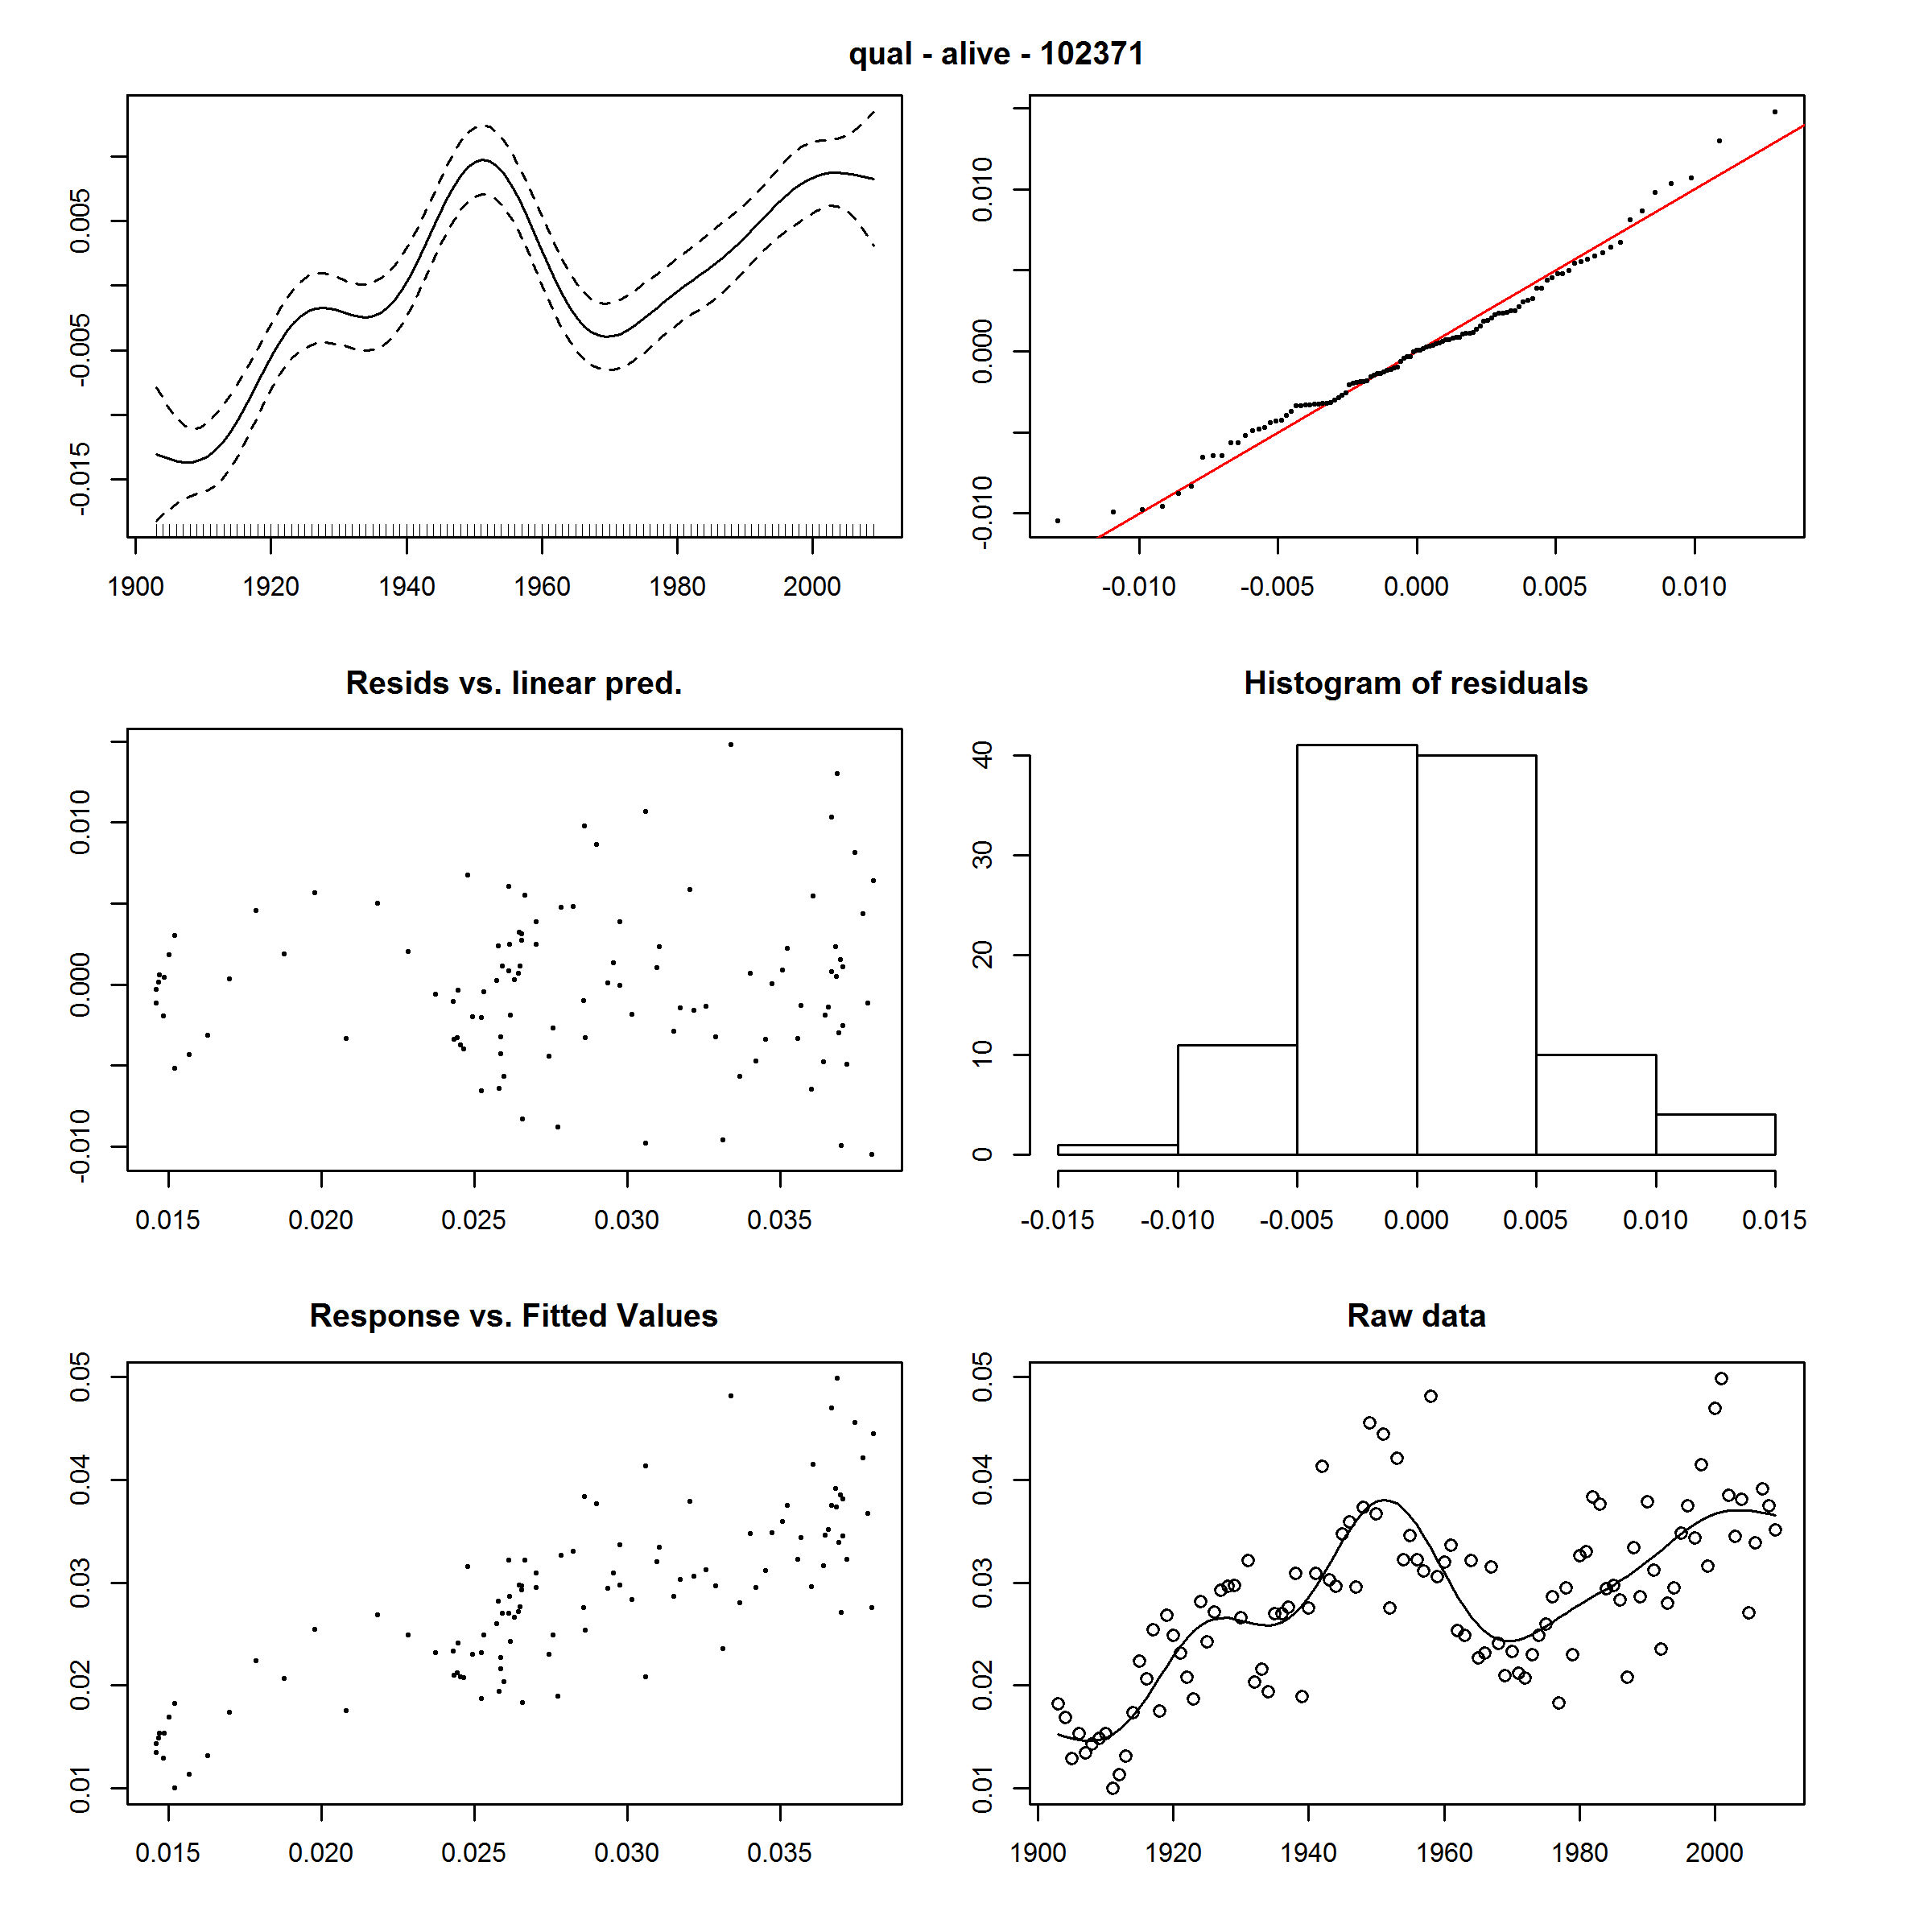 qual - alive - 102371
0.005
-0.005
-0.015
1900 1920 1940 1960 1980 2000
0.010
0.000
-0.010
-0.010 -0.005 0.000 0.005 0.010
Resids vs. linear pred.
0.010
0.000
-0.010
0.015 0.020 0.025 0.030 0.035
Histogram of residuals
40
30
20
10
0
-0.015 -0.010 -0.005 0.000 0.005 0.010 0.015
Response vs. Fitted Values
0.05
0.04
0.03
0.02
0.01
0.015 0.020 0.025 0.030 0.035
Raw data
0.05
0.04
0.03
0.02
0.01
1900 1920 1940 1960 1980 2000